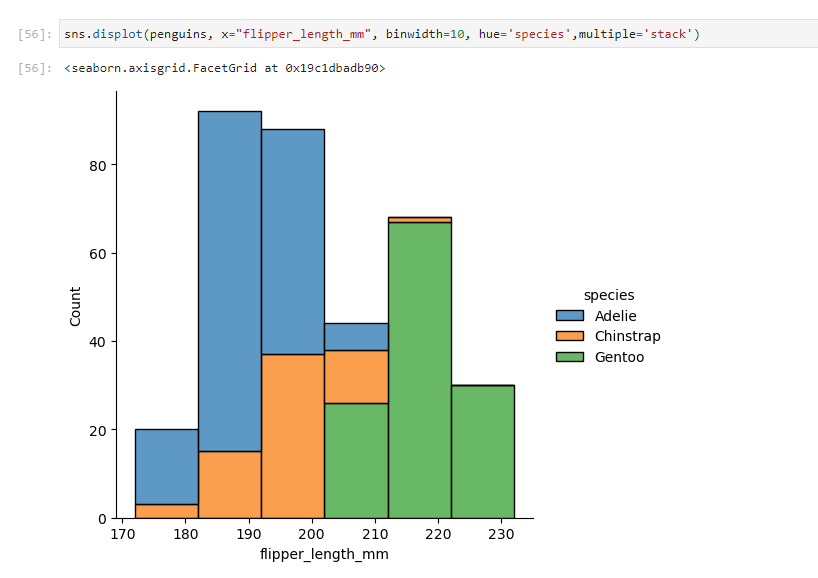 [56]: sns.displot(penguins, x="flipper_length_mm", binwidth=10, hue='species',multiple='stack')
[56]: <seaborn.axisgrid.FacetGrid at 0x19c1dbadb90>
80
60
40
20
0
Count
170 180 190 200 210 220 230
flipper_length_mm
species
Adelie
Chinstrap
Gentoo